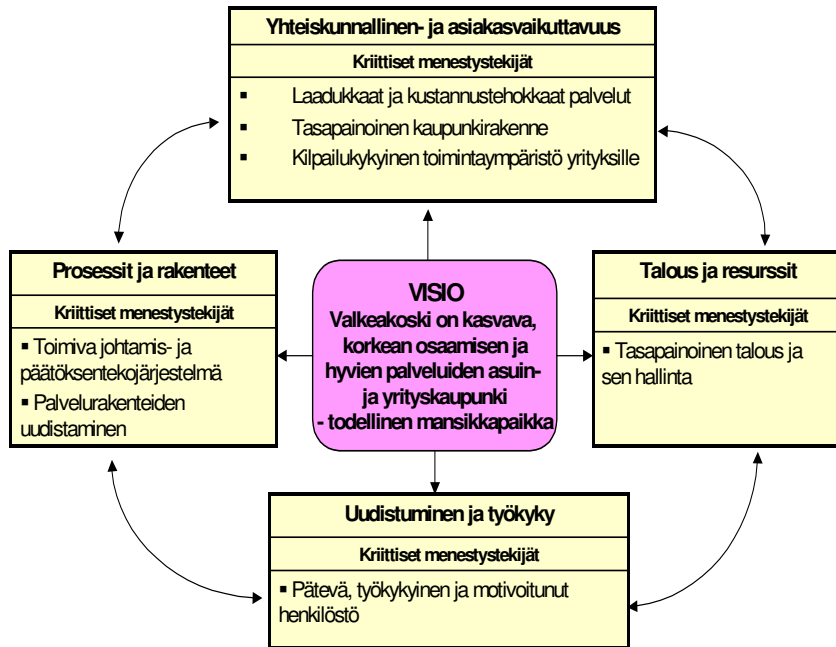 Yhteiskunnallinen- ja asiakasvaikuttavuus
Kriittiset menestystekijät
▪ Laadukkaat ja kustannustehokkaat palvelut
▪ Tasapainoinen kaupunkirakenne
▪ Kilpailukykyinen toimintaympäristö yrityksille
Prosessit ja rakenteet
Kriittiset menestystekijät
▪ Toimiva johtamis- ja
päätöksentekojärjestelmä
▪ Palvelurakenteiden
uudistaminen
VISIO
Valkeakoski on kasvava,
korkean osaamisen ja
hyvien palveluiden asuin-
ja yrityskaupunki
- todellinen mansikkapaikka
Talous ja resurssit
Kriittiset menestystekijät
▪ Tasapainoinen talous ja
sen hallinta
Uudistuminen ja työkyky
Kriittiset menestystekijät
▪ Pätevä, työkykyinen ja motivoitunut
henkilöstö